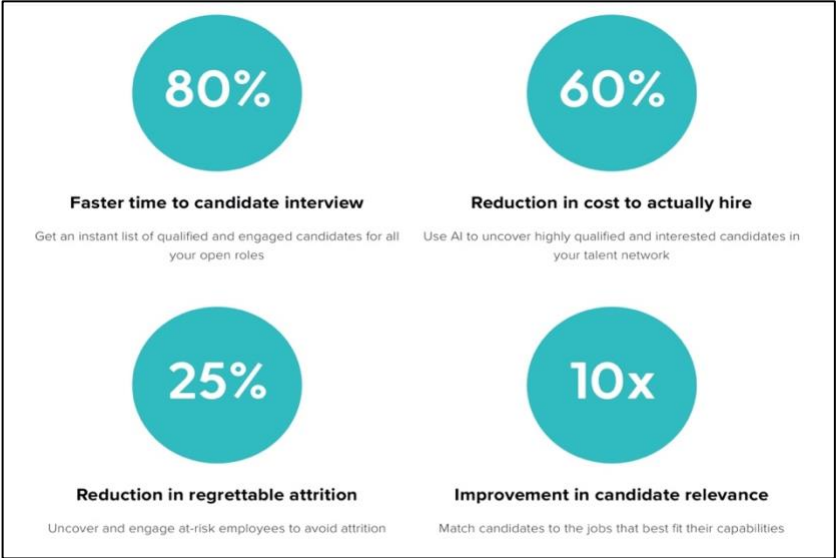 80%
Faster time to candidate interview
Get an instant list of qualified and engaged candidates for all
your open roles
60%
Reduction in cost to actually hire
Use AI to uncover highly qualified and interested candidates in
your talent network
25%
Reduction in regrettable attrition
Uncover and engage at-risk employees to avoid attrition
10x
Improvement in candidate relevance
Match candidates to the jobs that best fit their capabilities